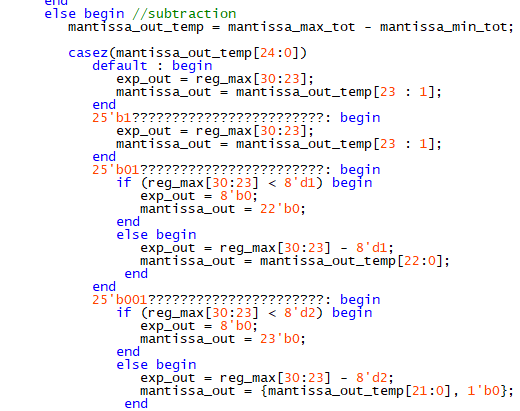 end
else begin //subtraction
mantissa_out_temp = mantissa_max_tot - mantissa_min_tot;
casez(mantissa_out_temp[24:0])
default : begin
exp_out = reg_max[30:23];
mantissa_out = mantissa_out_temp[23 : 1];
end
25'b1????????????????????????: begin
exp_out = reg_max[30:23];
mantissa_out = mantissa_out_temp[23 : 1];
end
25'b01???????????????????????: begin
if (reg_max[30:23] < 8'd1) begin
exp_out = 8'b0;
mantissa_out = 22'b0;
end
else begin
exp_out = reg_max[30:23] - 8'd1;
mantissa_out = mantissa_out_temp[22:0];
end
end
25'b001??????????????????????: begin
if (reg_max[30:23] < 8'd2) begin
exp_out = 8'b0;
mantissa_out = 23'b0;
end
else begin
exp_out = reg_max[30:23] - 8'd2;
mantissa_out = {mantissa_out_temp[21:0], 1'b0};
end